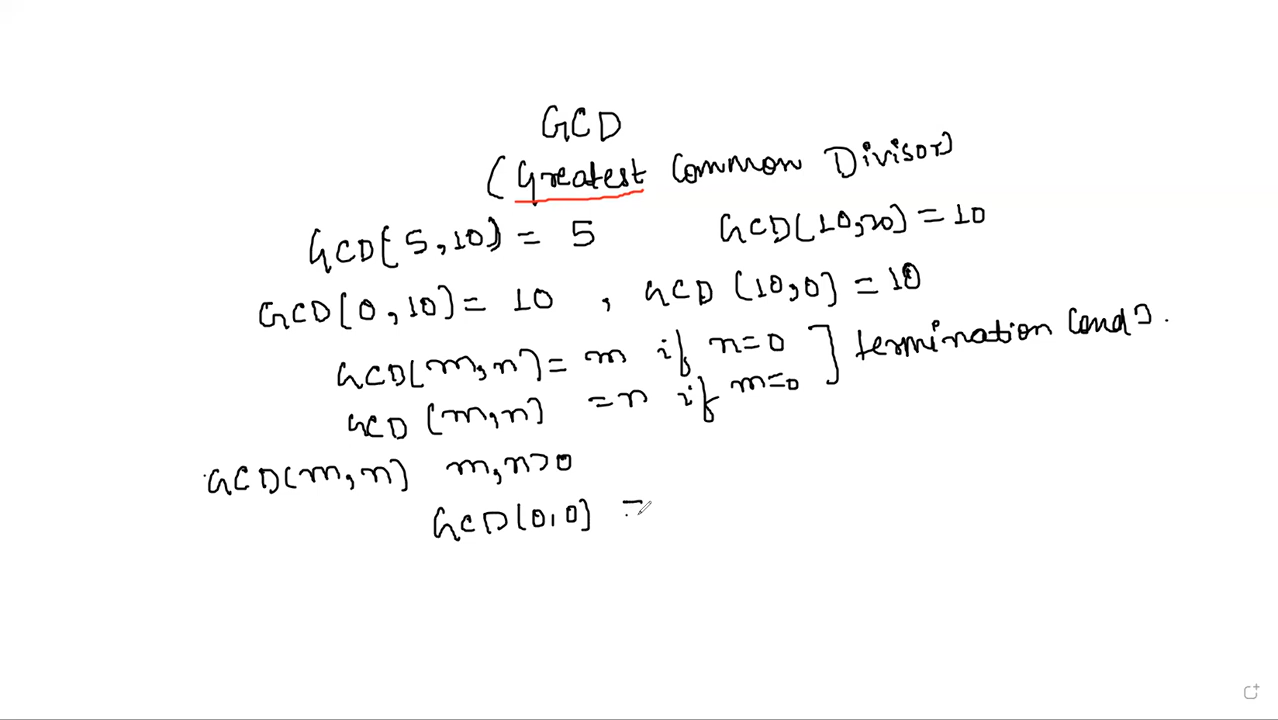 GCD
(Greatest Common Divisor)
GCD(5,10) = 5 GCD(10,20) = 10
GCD(0,10) = 10 , GCD(10,0) = 10
GCD(m,n) = m if n=0 ] termination cond).
GCD (m,n) =n if m=0
GCD(m,n) m,n>0
GCD(0,0) =